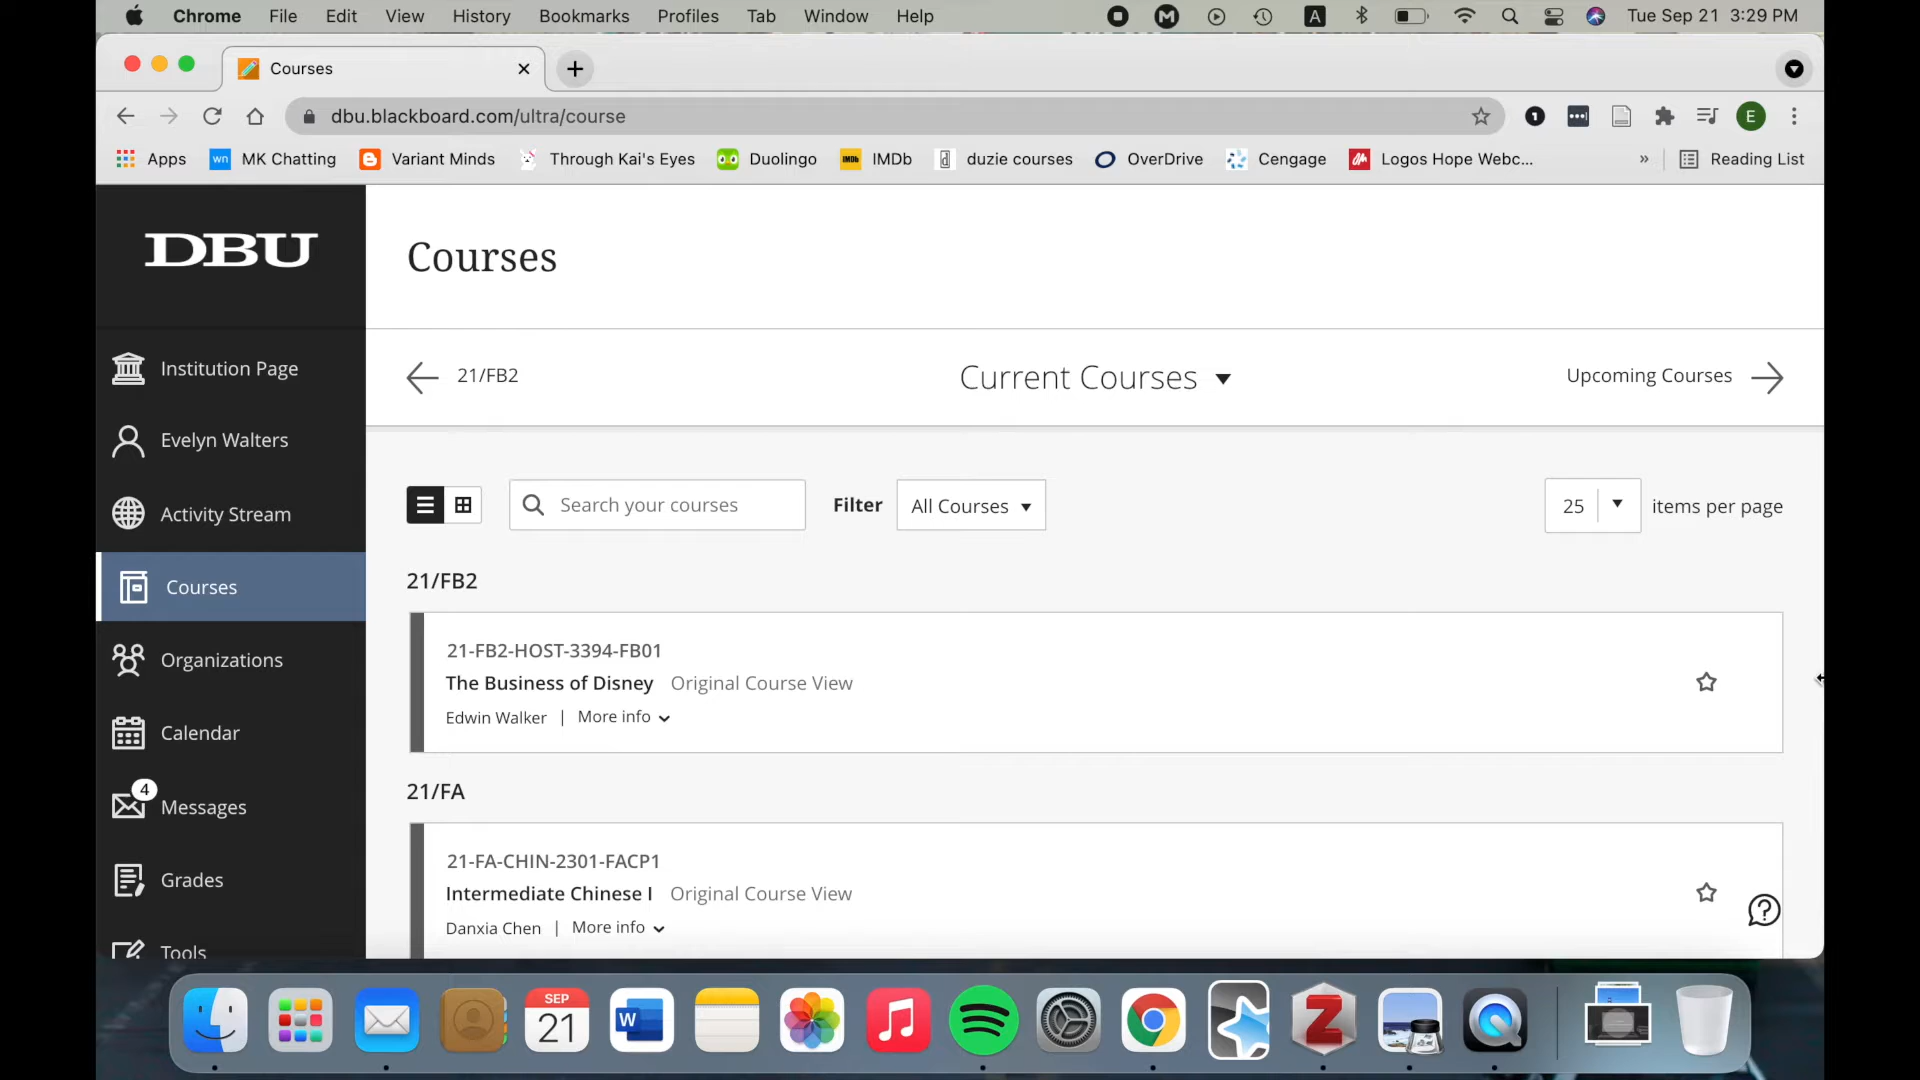 Chrome File Edit View History Bookmarks Profiles Tab Window Help A Tue Sep 21 3:29 PM
Courses
dbu.blackboard.com/ultra/course 1 E
Apps wn MK Chatting Variant Minds Through Kai's Eyes Duolingo IMDb IMDb d duzie courses OverDrive Cengage Logos Hope Webc... » Reading List
DBU
Courses
Institution Page
Evelyn Walters
Activity Stream
Courses
Organizations
Calendar
4
Messages
Grades
Tools
21/FB2 Current Courses Upcoming Courses
Search your courses Filter All Courses 25 items per page
21/FB2
21-FB2-HOST-3394-FB01
The Business of Disney Original Course View
Edwin Walker | More info
21/FA
21-FA-CHIN-2301-FACP1
Intermediate Chinese I Original Course View
Danxia Chen | More info
SEP
21
W
Z